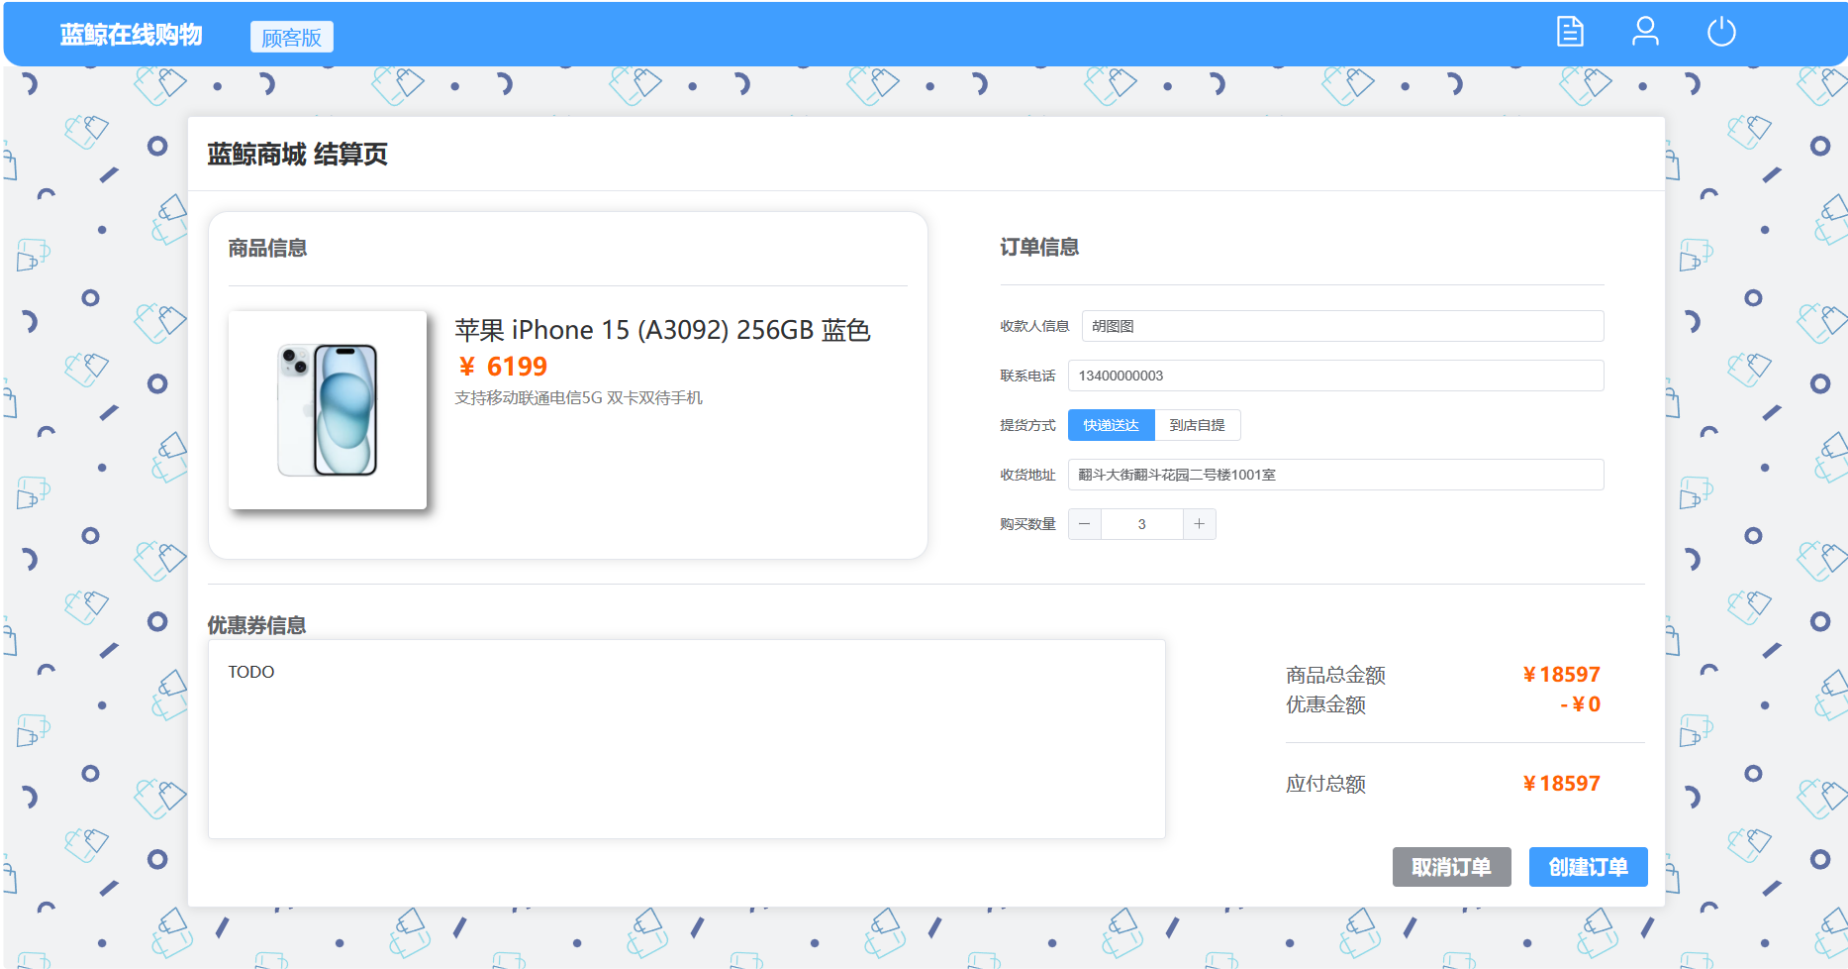 蓝鲸在线购物 顾客版
蓝鲸商城 结算页
商品信息
苹果 iPhone 15 (A3092) 256GB 蓝色
¥ 6199
支持移动联通电信5G 双卡双待手机
订单信息
收款人信息 胡图图
联系电话 13400000003
提货方式 快递送达 到店自提
收货地址 翻斗大街翻斗花园二号楼1001室
购买数量 − 3 +
优惠券信息
TODO
商品总金额 ¥18597
优惠金额 -¥0
应付总额 ¥18597
取消订单 创建订单